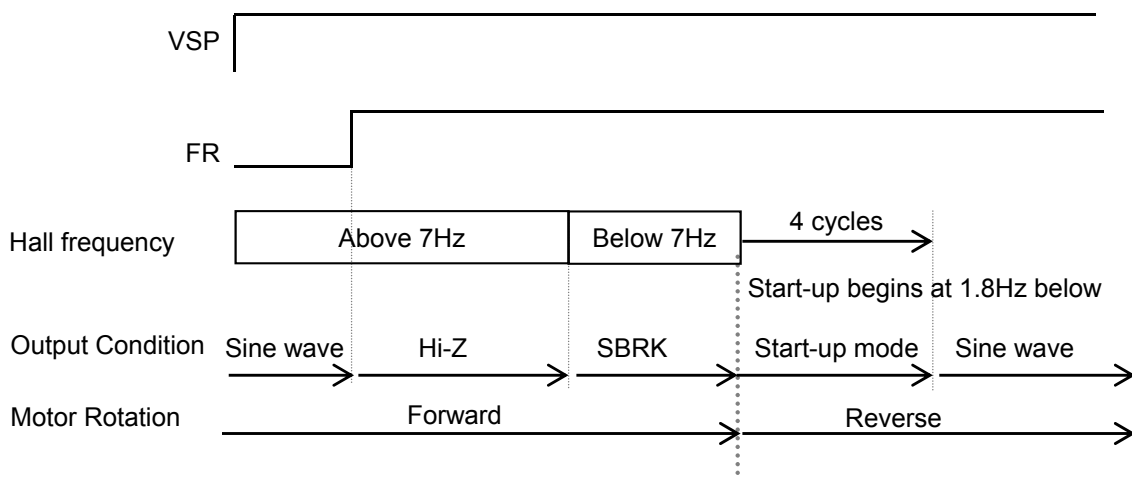 VSP
FR
Hall frequency
Above 7Hz
Below 7Hz
4 cycles
Start-up begins at 1.8Hz below
Output Condition
Sine wave
Hi-Z
SBRK
Start-up mode
Sine wave
Motor Rotation
Forward
Reverse